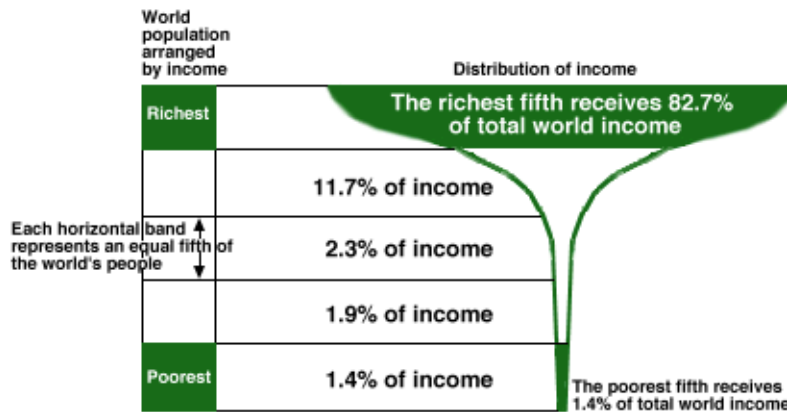 World
population
arranged
by income
Distribution of income
Richest
The richest fifth receives 82.7%
of total world income
11.7% of income
Each horizontal band
represents an equal fifth of
the world's people
2.3% of income
1.9% of income
Poorest
1.4% of income
The poorest fifth receives
1.4% of total world income